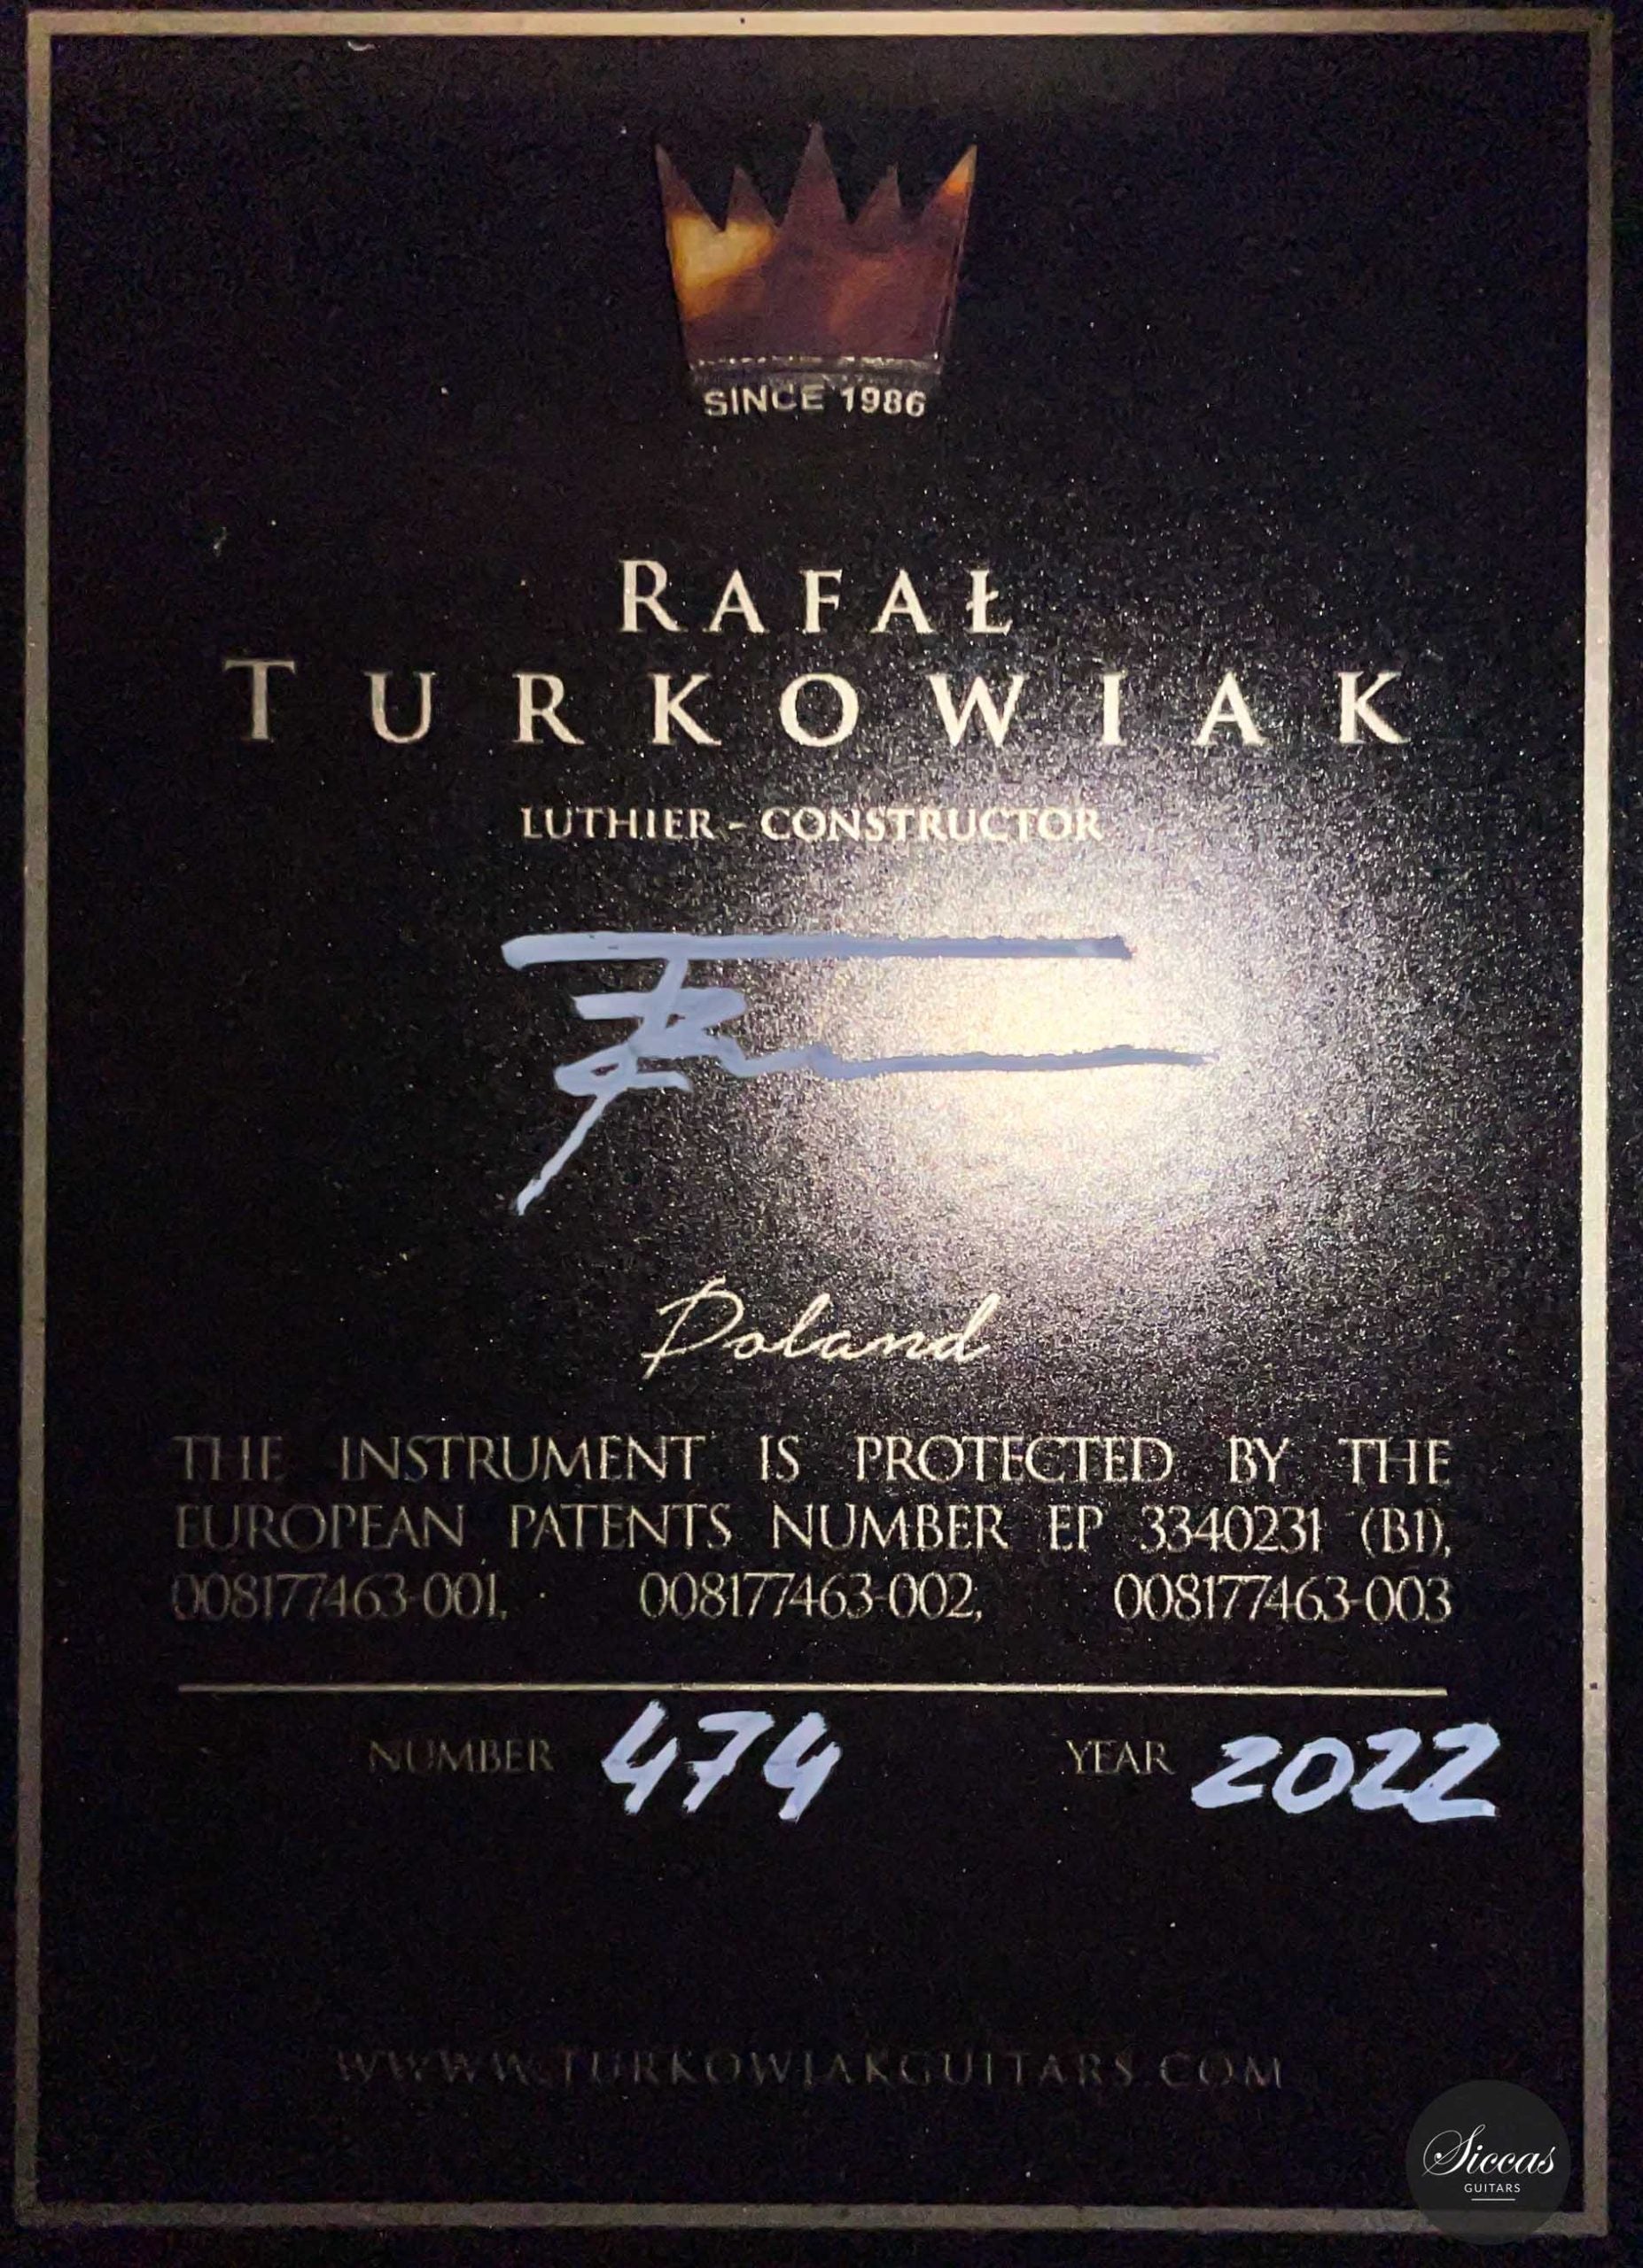 SINCE 1986
RAFAŁ
TURKOWIAK
LUTHIER - CONSTRUCTOR
Poland
THE INSTRUMENT IS PROTECTED BY THE
EUROPEAN PATENTS NUMBER EP 3340231 (B1),
008177463-001, 008177463-002, 008177463-003
NUMBER 474 YEAR 2022
WWW.TURKOWIAKGUITARS.COM
Siccas
GUITARS